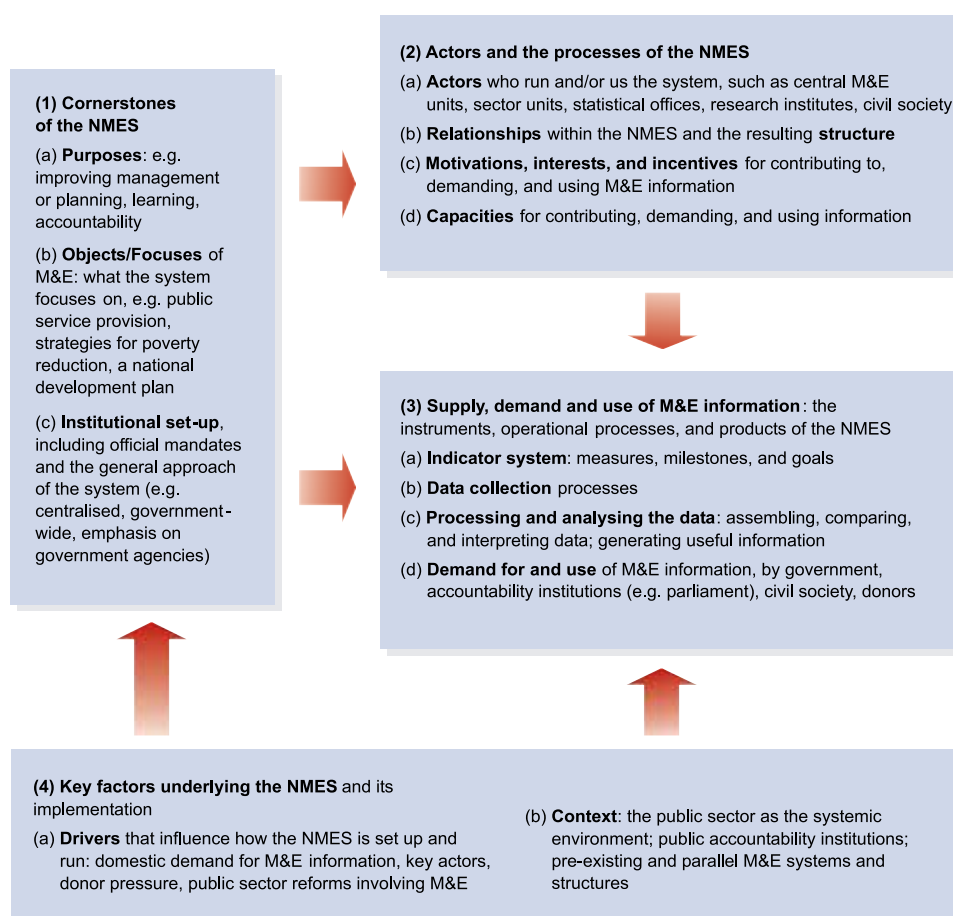 (1) Cornerstones
of the NMES
(a) Purposes: e.g.
improving management
or planning, learning,
accountability
(b) Objects/Focuses of
M&E: what the system
focuses on, e.g. public
service provision,
strategies for poverty
reduction, a national
development plan
(c) Institutional set-up,
including official mandates
and the general approach
of the system (e.g.
centralised, government-
wide, emphasis on
government agencies)
(2) Actors and the processes of the NMES
(a) Actors who run and/or us the system, such as central M&E
units, sector units, statistical offices, research institutes, civil society
(b) Relationships within the NMES and the resulting structure
(c) Motivations, interests, and incentives for contributing to,
demanding, and using M&E information
(d) Capacities for contributing, demanding, and using information
(3) Supply, demand and use of M&E information: the
instruments, operational processes, and products of the NMES
(a) Indicator system: measures, milestones, and goals
(b) Data collection processes
(c) Processing and analysing the data: assembling, comparing,
and interpreting data; generating useful information
(d) Demand for and use of M&E information, by government,
accountability institutions (e.g. parliament), civil society, donors
(4) Key factors underlying the NMES and its
implementation
(a) Drivers that influence how the NMES is set up and
run: domestic demand for M&E information, key actors,
donor pressure, public sector reforms involving M&E
(b) Context: the public sector as the systemic
environment; public accountability institutions;
pre-existing and parallel M&E systems and
structures